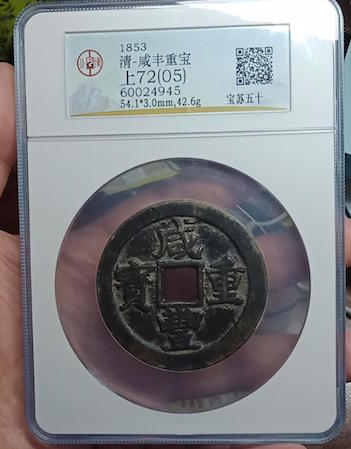 1853
清-咸丰重宝
上72(05)
60024945
54.1*3.0mm,42.6g
宝苏五十
咸
豐
重
寳